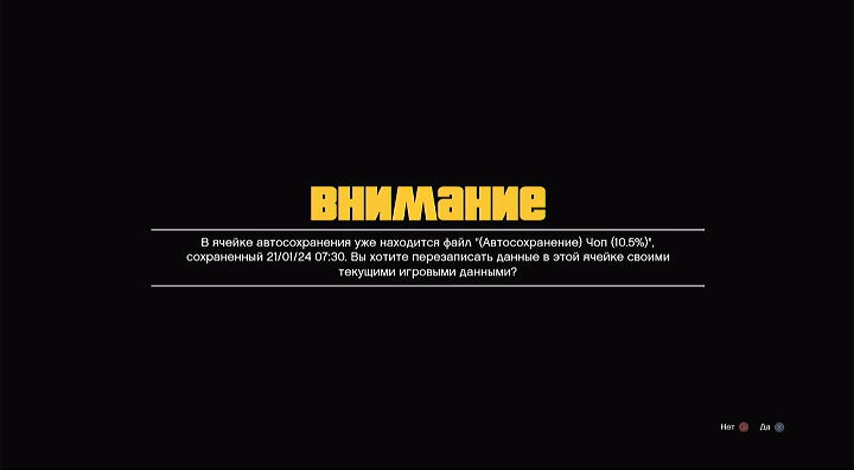 внимание
В ячейке автосохранения уже находится файл "(Автосохранение) Чоп (10.5%)",
сохраненный 21/01/24 07:30. Вы хотите перезаписать данные в этой ячейке своими
текущими игровыми данными?
Нет Да